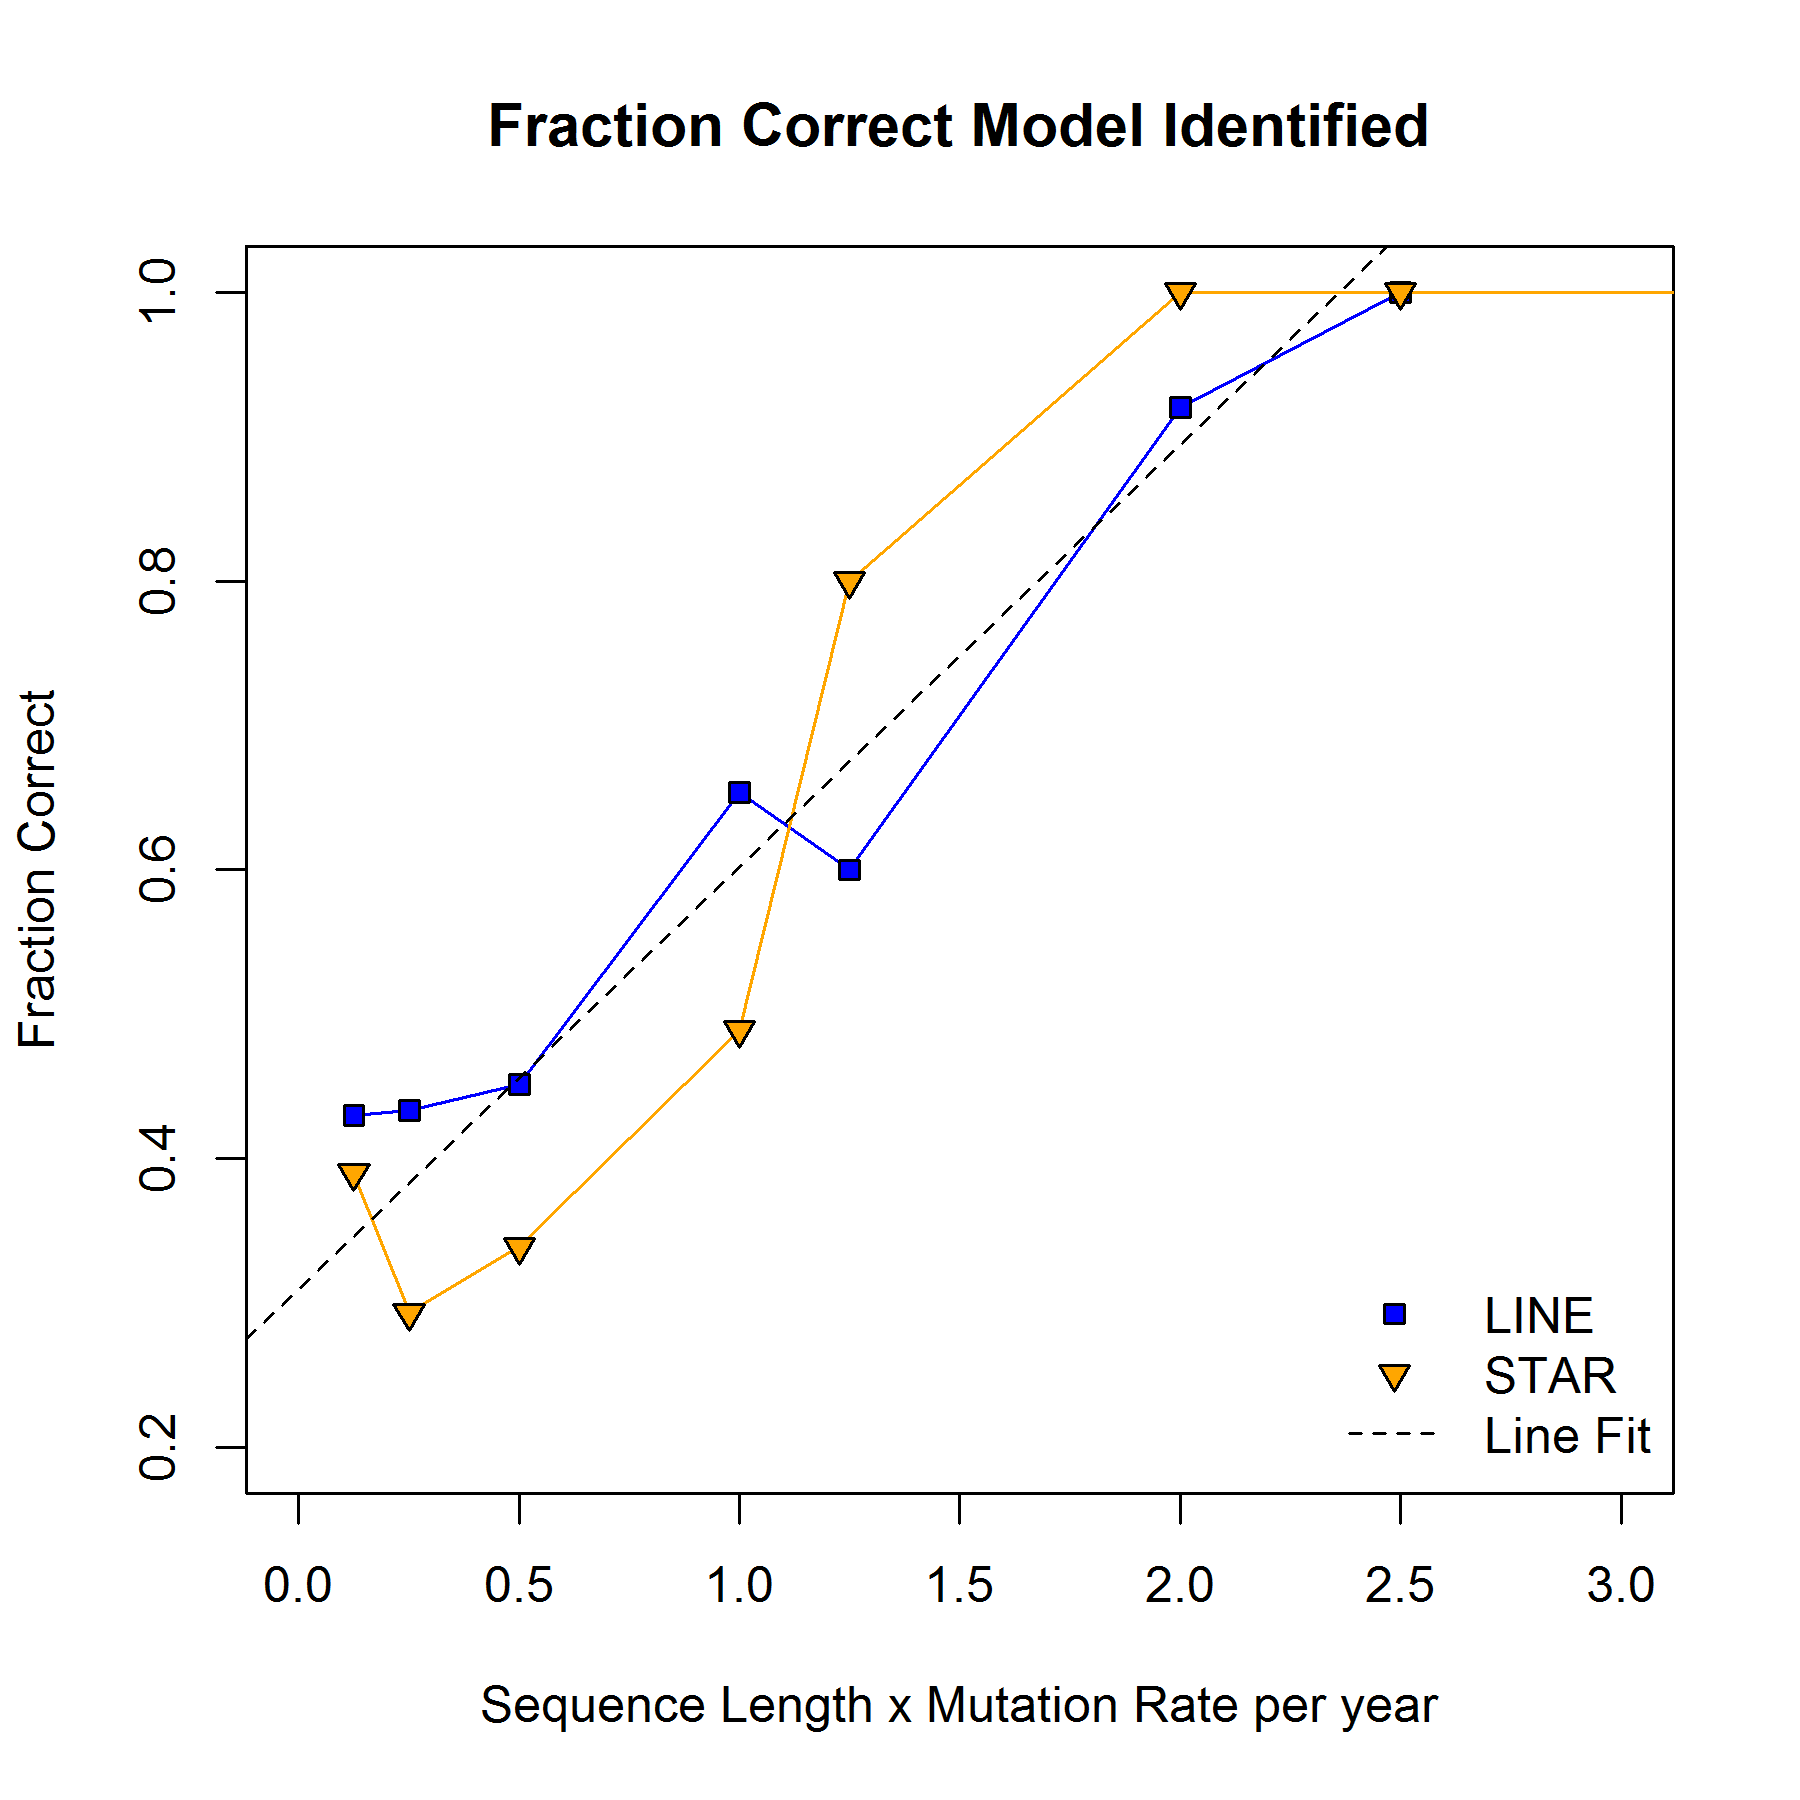 Fraction Correct Model Identified
Fraction Correct
1.0
0.8
0.6
0.4
0.2
LINE
STAR
Line Fit
0.0 0.5 1.0 1.5 2.0 2.5 3.0
Sequence Length x Mutation Rate per year